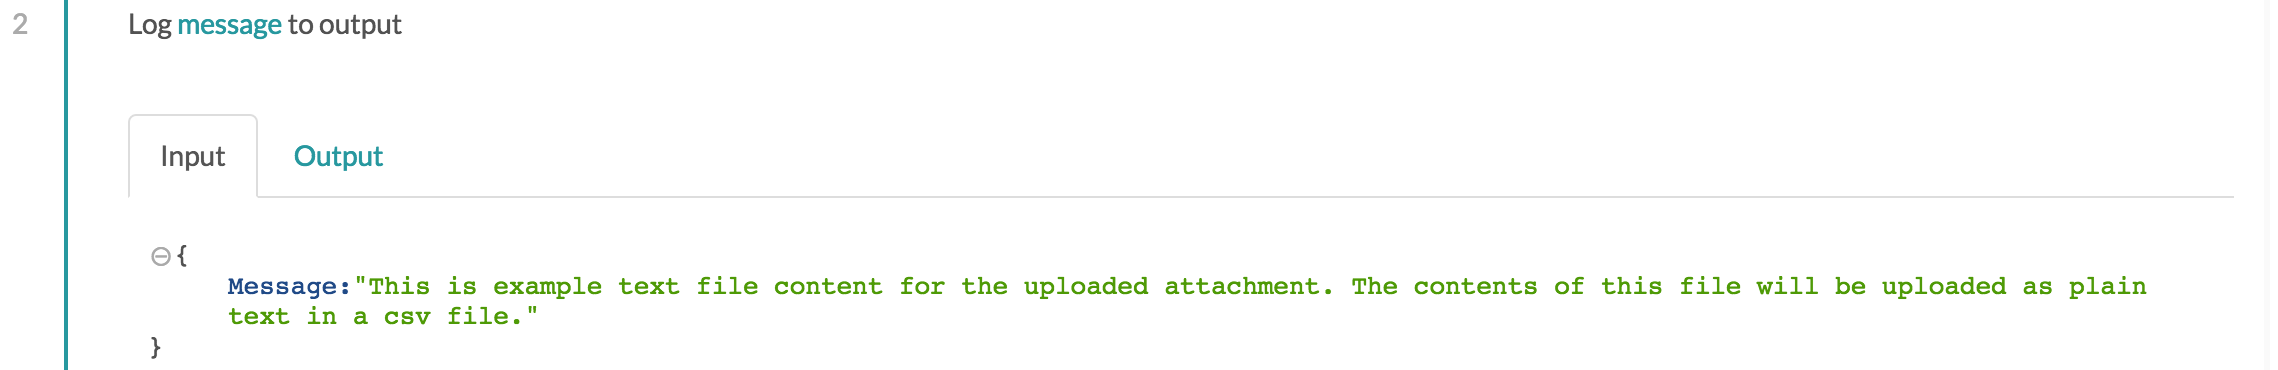 2
Log message to output
Input Output
{
Message:"This is example text file content for the uploaded attachment. The contents of this file will be uploaded as plain
text in a csv file."
}